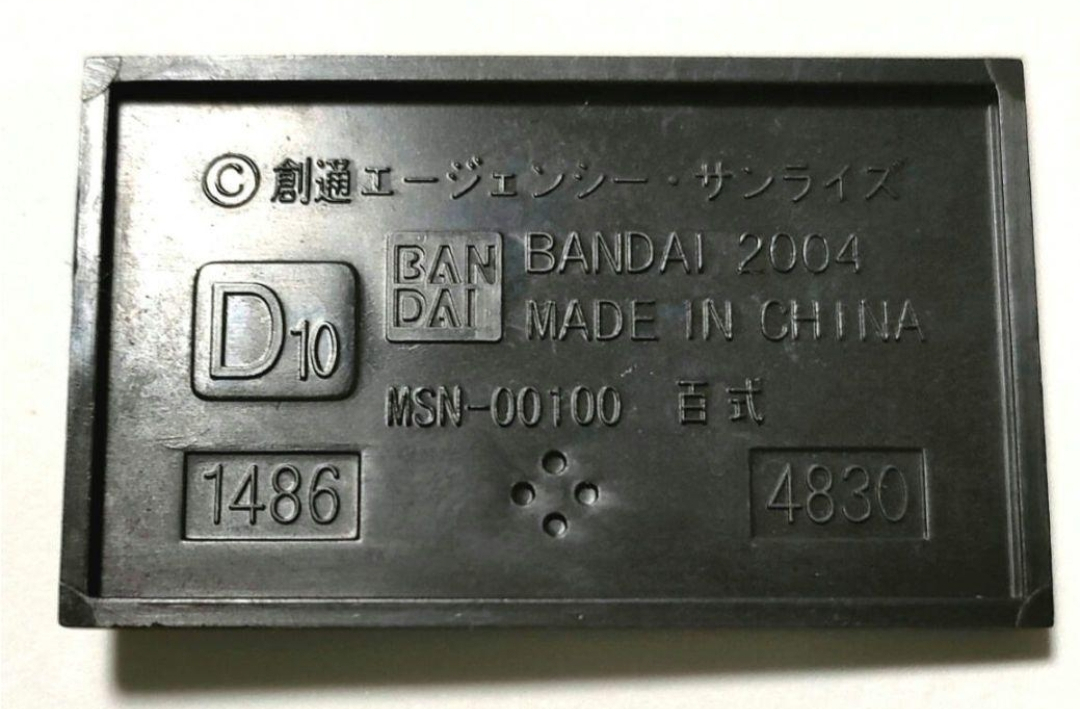 ©創通エージェンシー・サンライズ
BAN
DAI
BANDAI 2004
MADE IN CHINA
D10
MSN-00100 百式
1486
4830